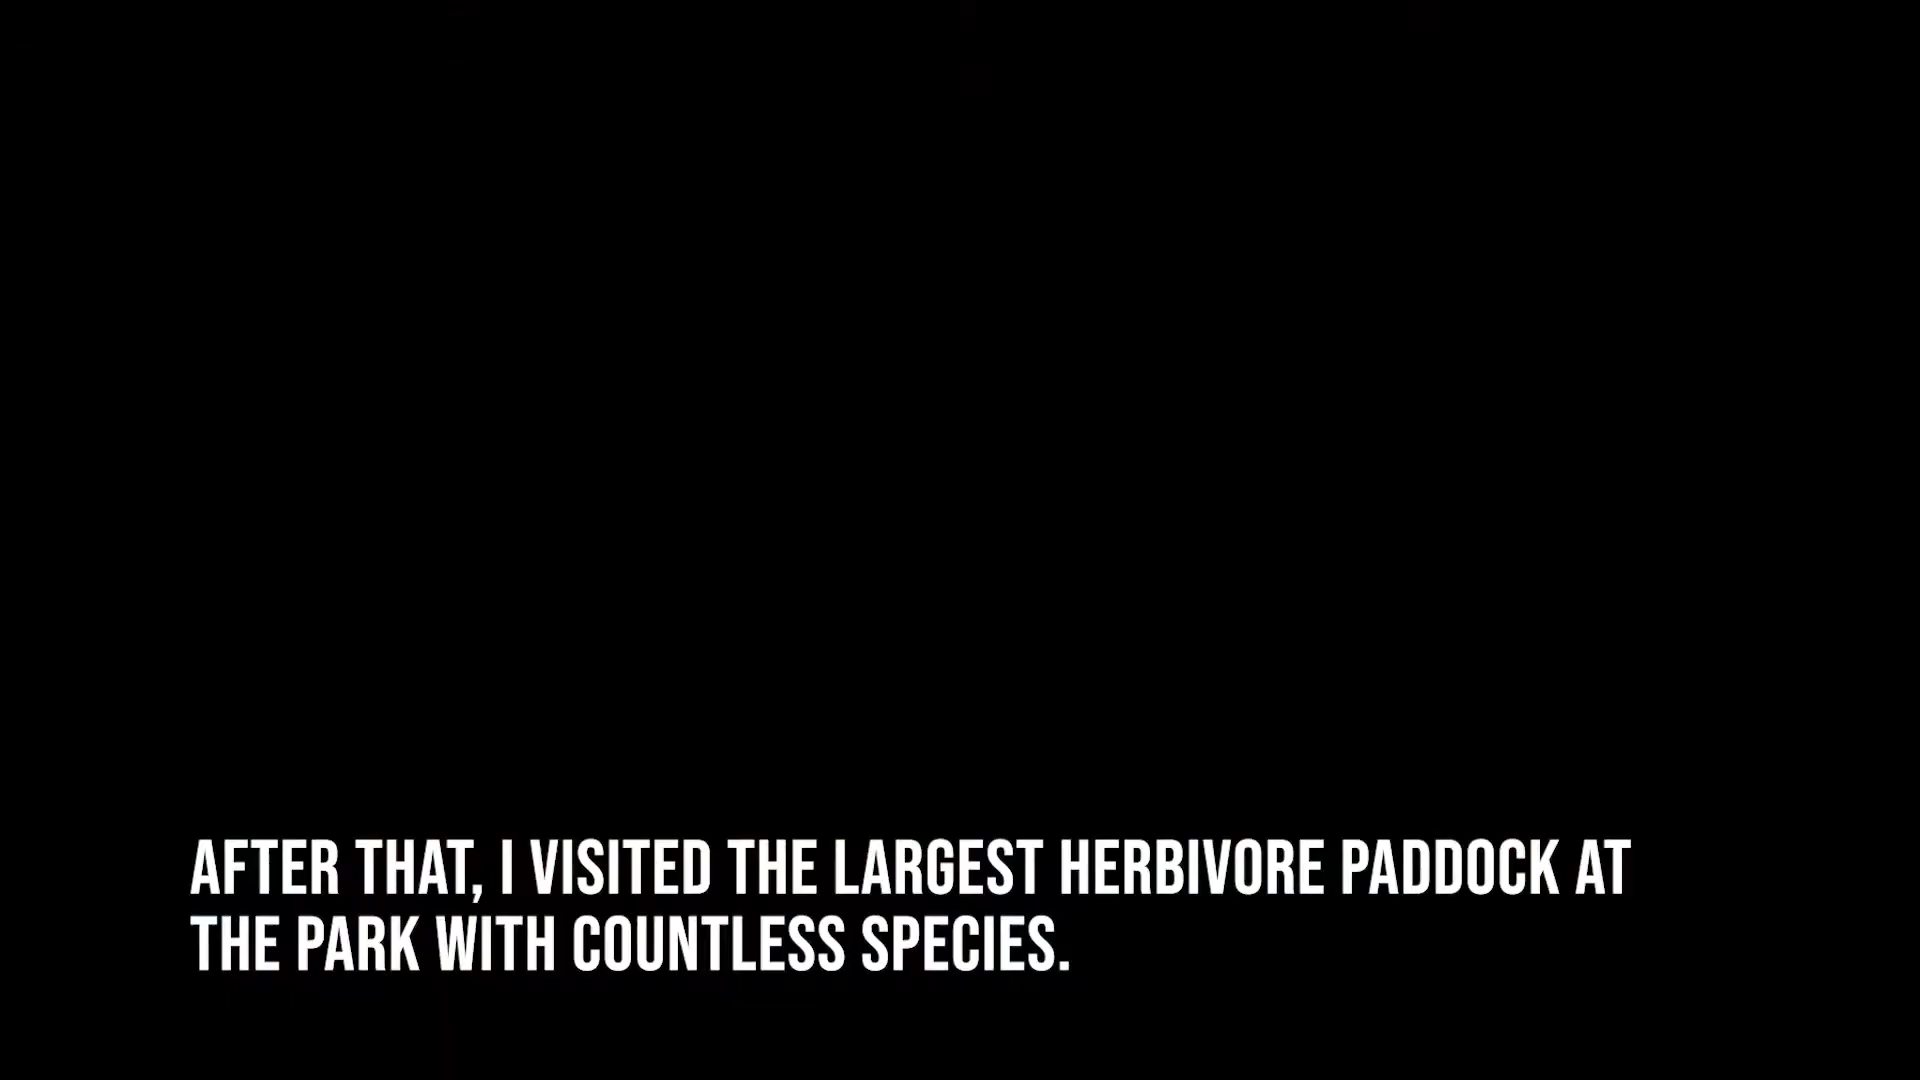 AFTER THAT, I VISITED THE LARGEST HERBIVORE PADDOCK AT
THE PARK WITH COUNTLESS SPECIES.